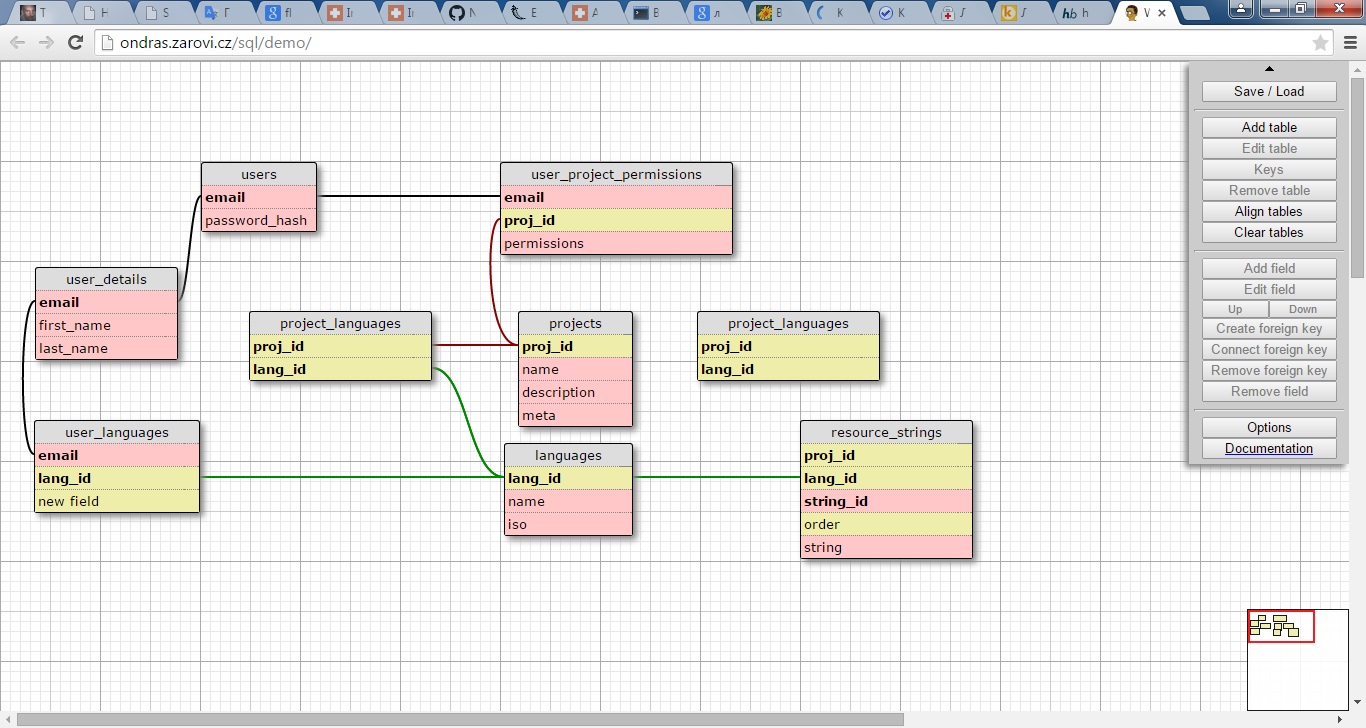 T
H
S
Г
fl
Iı
Iı
N
E
A
B
л
B
K
K
Л
Л
h
V
ondras.zarovi.cz/sql/demo/
Save / Load
Add table
Edit table
Keys
Remove table
Align tables
Clear tables
Add field
Edit field
Up
Down
Create foreign key
Connect foreign key
Remove foreign key
Remove field
Options
Documentation
users
email
password_hash
user_project_permissions
email
proj_id
permissions
user_details
email
first_name
last_name
project_languages
proj_id
lang_id
projects
proj_id
name
description
meta
project_languages
proj_id
lang_id
user_languages
email
lang_id
new field
languages
lang_id
name
iso
resource_strings
proj_id
lang_id
string_id
order
string